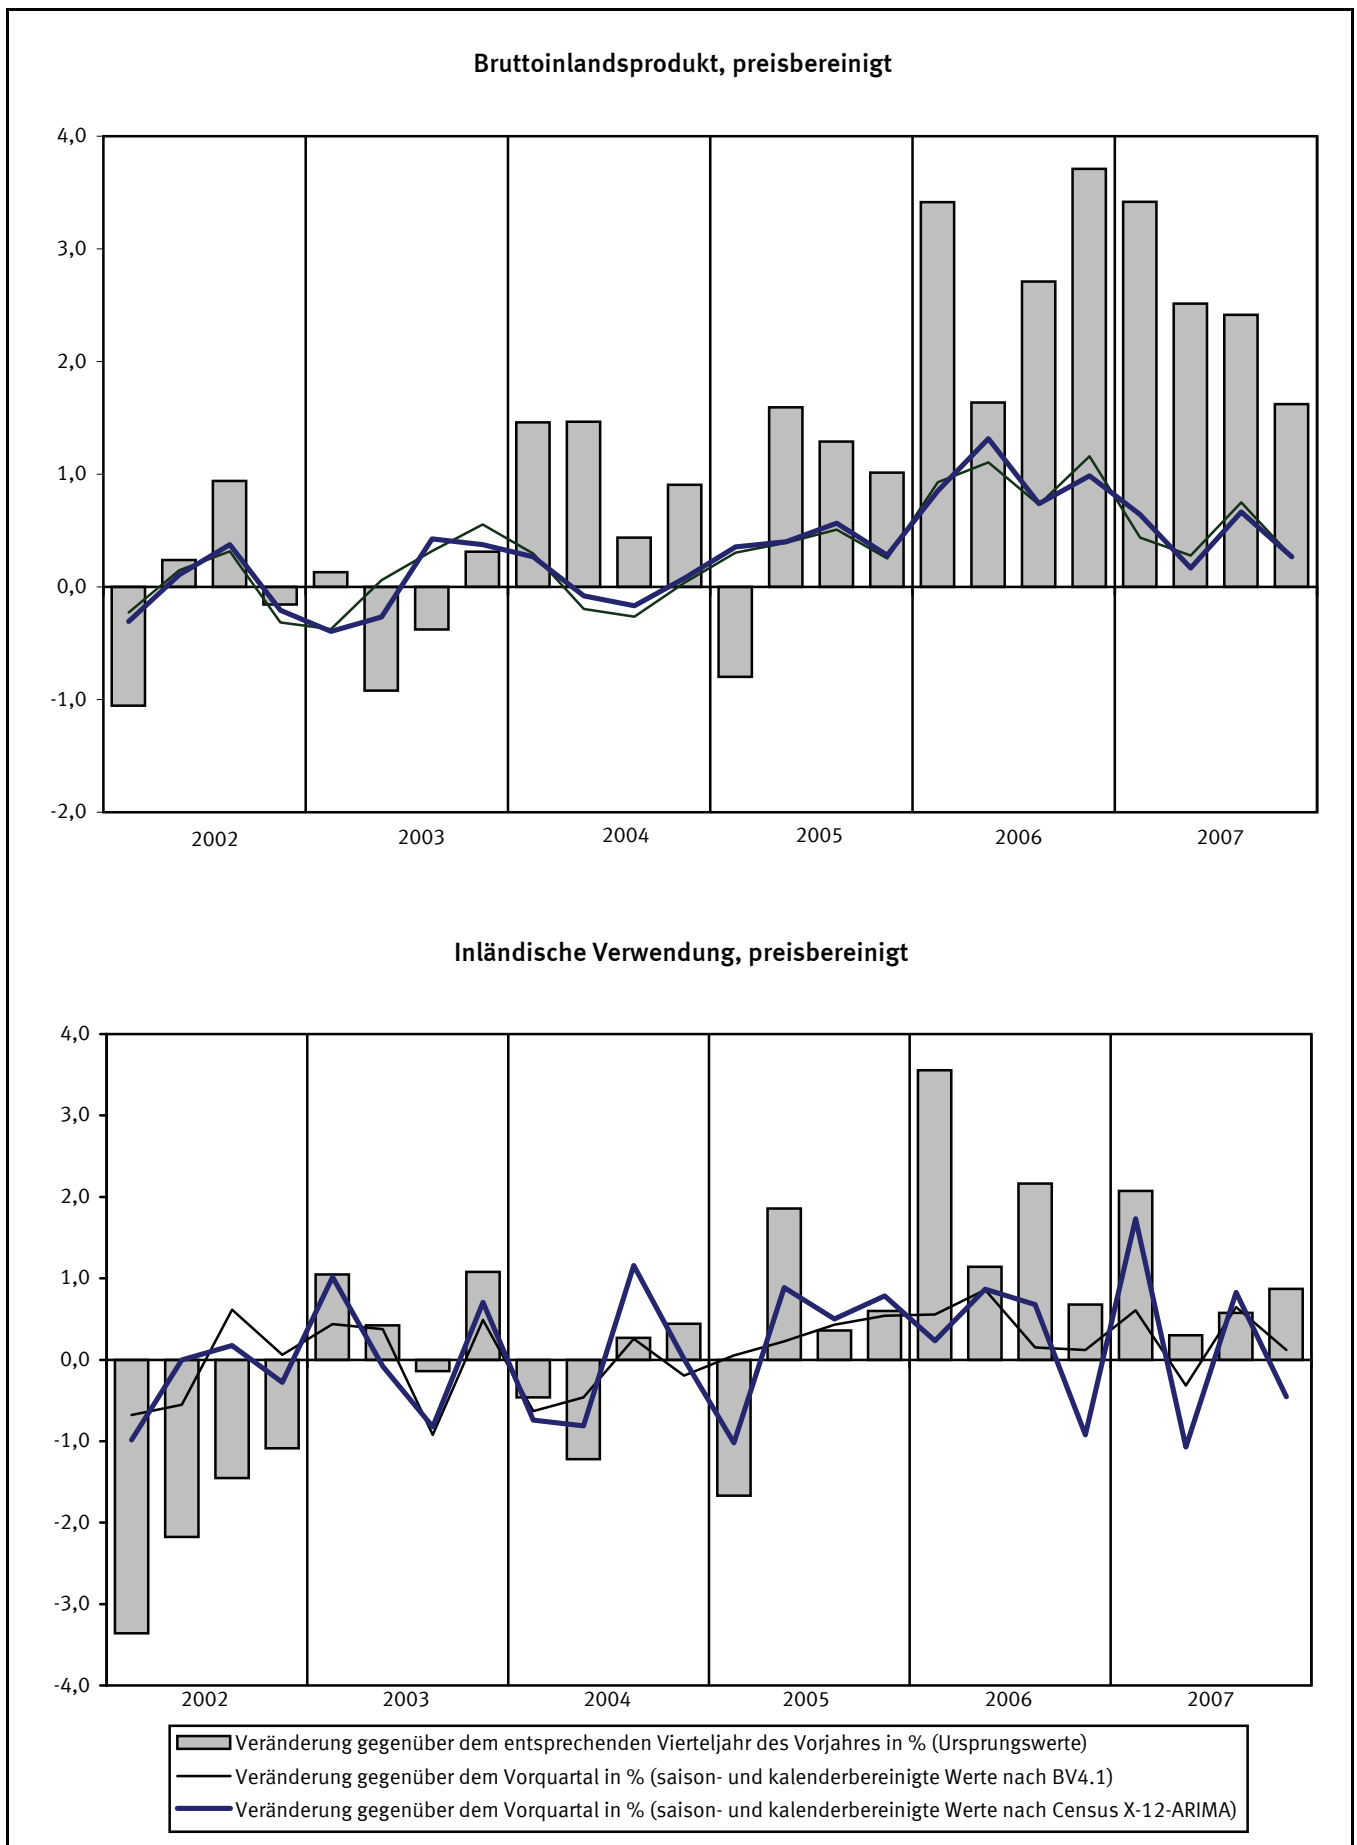 Bruttoinlandsprodukt, preisbereinigt
4,0
3,0
2,0
1,0
0,0
-1,0
-2,0
2002 2003 2004 2005 2006 2007
Inländische Verwendung, preisbereinigt
4,0
3,0
2,0
1,0
0,0
-1,0
-2,0
-3,0
-4,0
2002 2003 2004 2005 2006 2007
Veränderung gegenüber dem entsprechenden Vierteljahr des Vorjahres in % (Ursprungswerte)
Veränderung gegenüber dem Vorquartal in % (saison- und kalenderbereinigte Werte nach BV4.1)
Veränderung gegenüber dem Vorquartal in % (saison- und kalenderbereinigte Werte nach Census X-12-ARIMA)